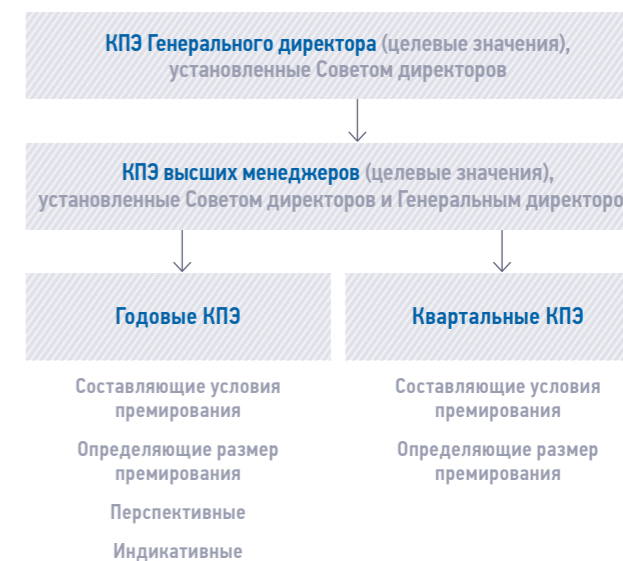 КПЭ Генерального директора (целевые значения),
установленные Советом директоров
КПЭ высших менеджеров (целевые значения),
установленные Советом директоров и Генеральным директоро
Годовые КПЭ
Составляющие условия
премирования
Определяющие размер
премирования
Перспективные
Индикативные
Квартальные КПЭ
Составляющие условия
премирования
Определяющие размер
премирования